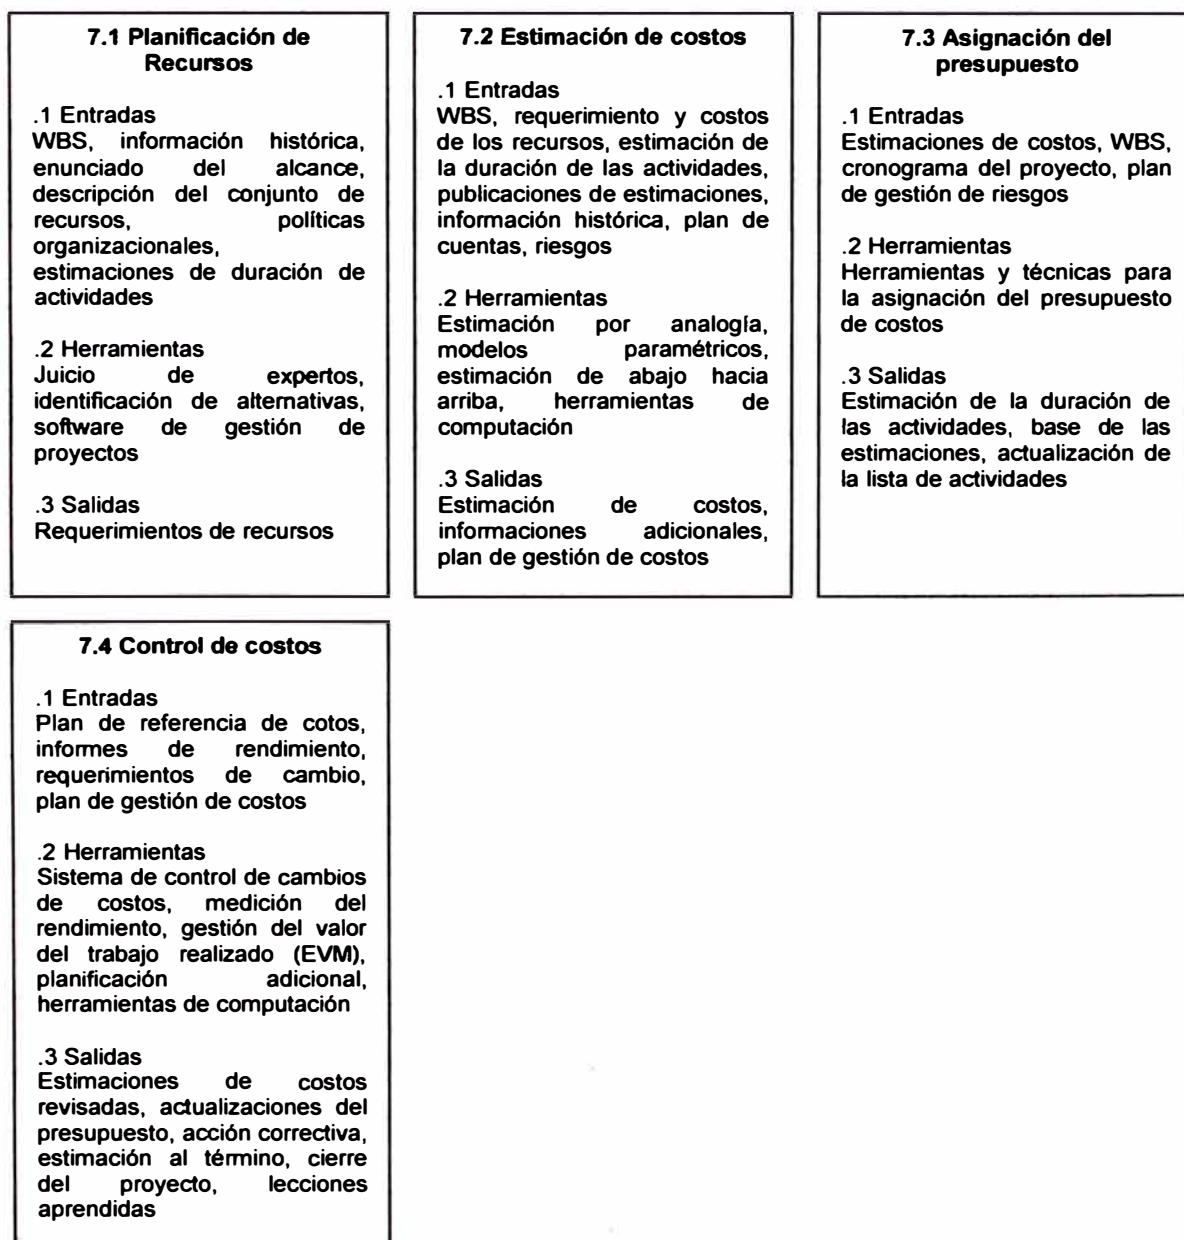 7.1 Planificación de
Recursos
.1 Entradas
WBS, información histórica,
enunciado del alcance,
descripción del conjunto de
recursos, políticas
organizacionales,
estimaciones de duración de
actividades
.2 Herramientas
Juicio de expertos,
identificación de alternativas,
software de gestión de
proyectos
.3 Salidas
Requerimientos de recursos
7.2 Estimación de costos
.1 Entradas
WBS, requerimiento y costos
de los recursos, estimación de
la duración de las actividades,
publicaciones de estimaciones,
información histórica, plan de
cuentas, riesgos
.2 Herramientas
Estimación por analogía,
modelos paramétricos,
estimación de abajo hacia
arriba, herramientas de
computación
.3 Salidas
Estimación de costos,
informaciones adicionales,
plan de gestión de costos
7.3 Asignación del
presupuesto
.1 Entradas
Estimaciones de costos, WBS,
cronograma del proyecto, plan
de gestión de riesgos
.2 Herramientas
Herramientas y técnicas para
la asignación del presupuesto
de costos
.3 Salidas
Estimación de la duración de
las actividades, base de las
estimaciones, actualización de
la lista de actividades
7.4 Control de costos
.1 Entradas
Plan de referencia de cotos,
informes de rendimiento,
requerimientos de cambio,
plan de gestión de costos
.2 Herramientas
Sistema de control de cambios
de costos, medición del
rendimiento, gestión del valor
del trabajo realizado (EVM),
planificación adicional,
herramientas de computación
.3 Salidas
Estimaciones de costos
revisadas, actualizaciones del
presupuesto, acción correctiva,
estimación al término, cierre
del proyecto, lecciones
aprendidas